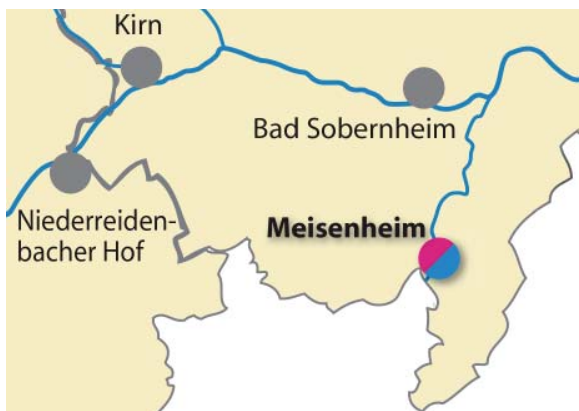 Kirn
Bad Sobernheim
Niederreiden-
bacher Hof
Meisenheim